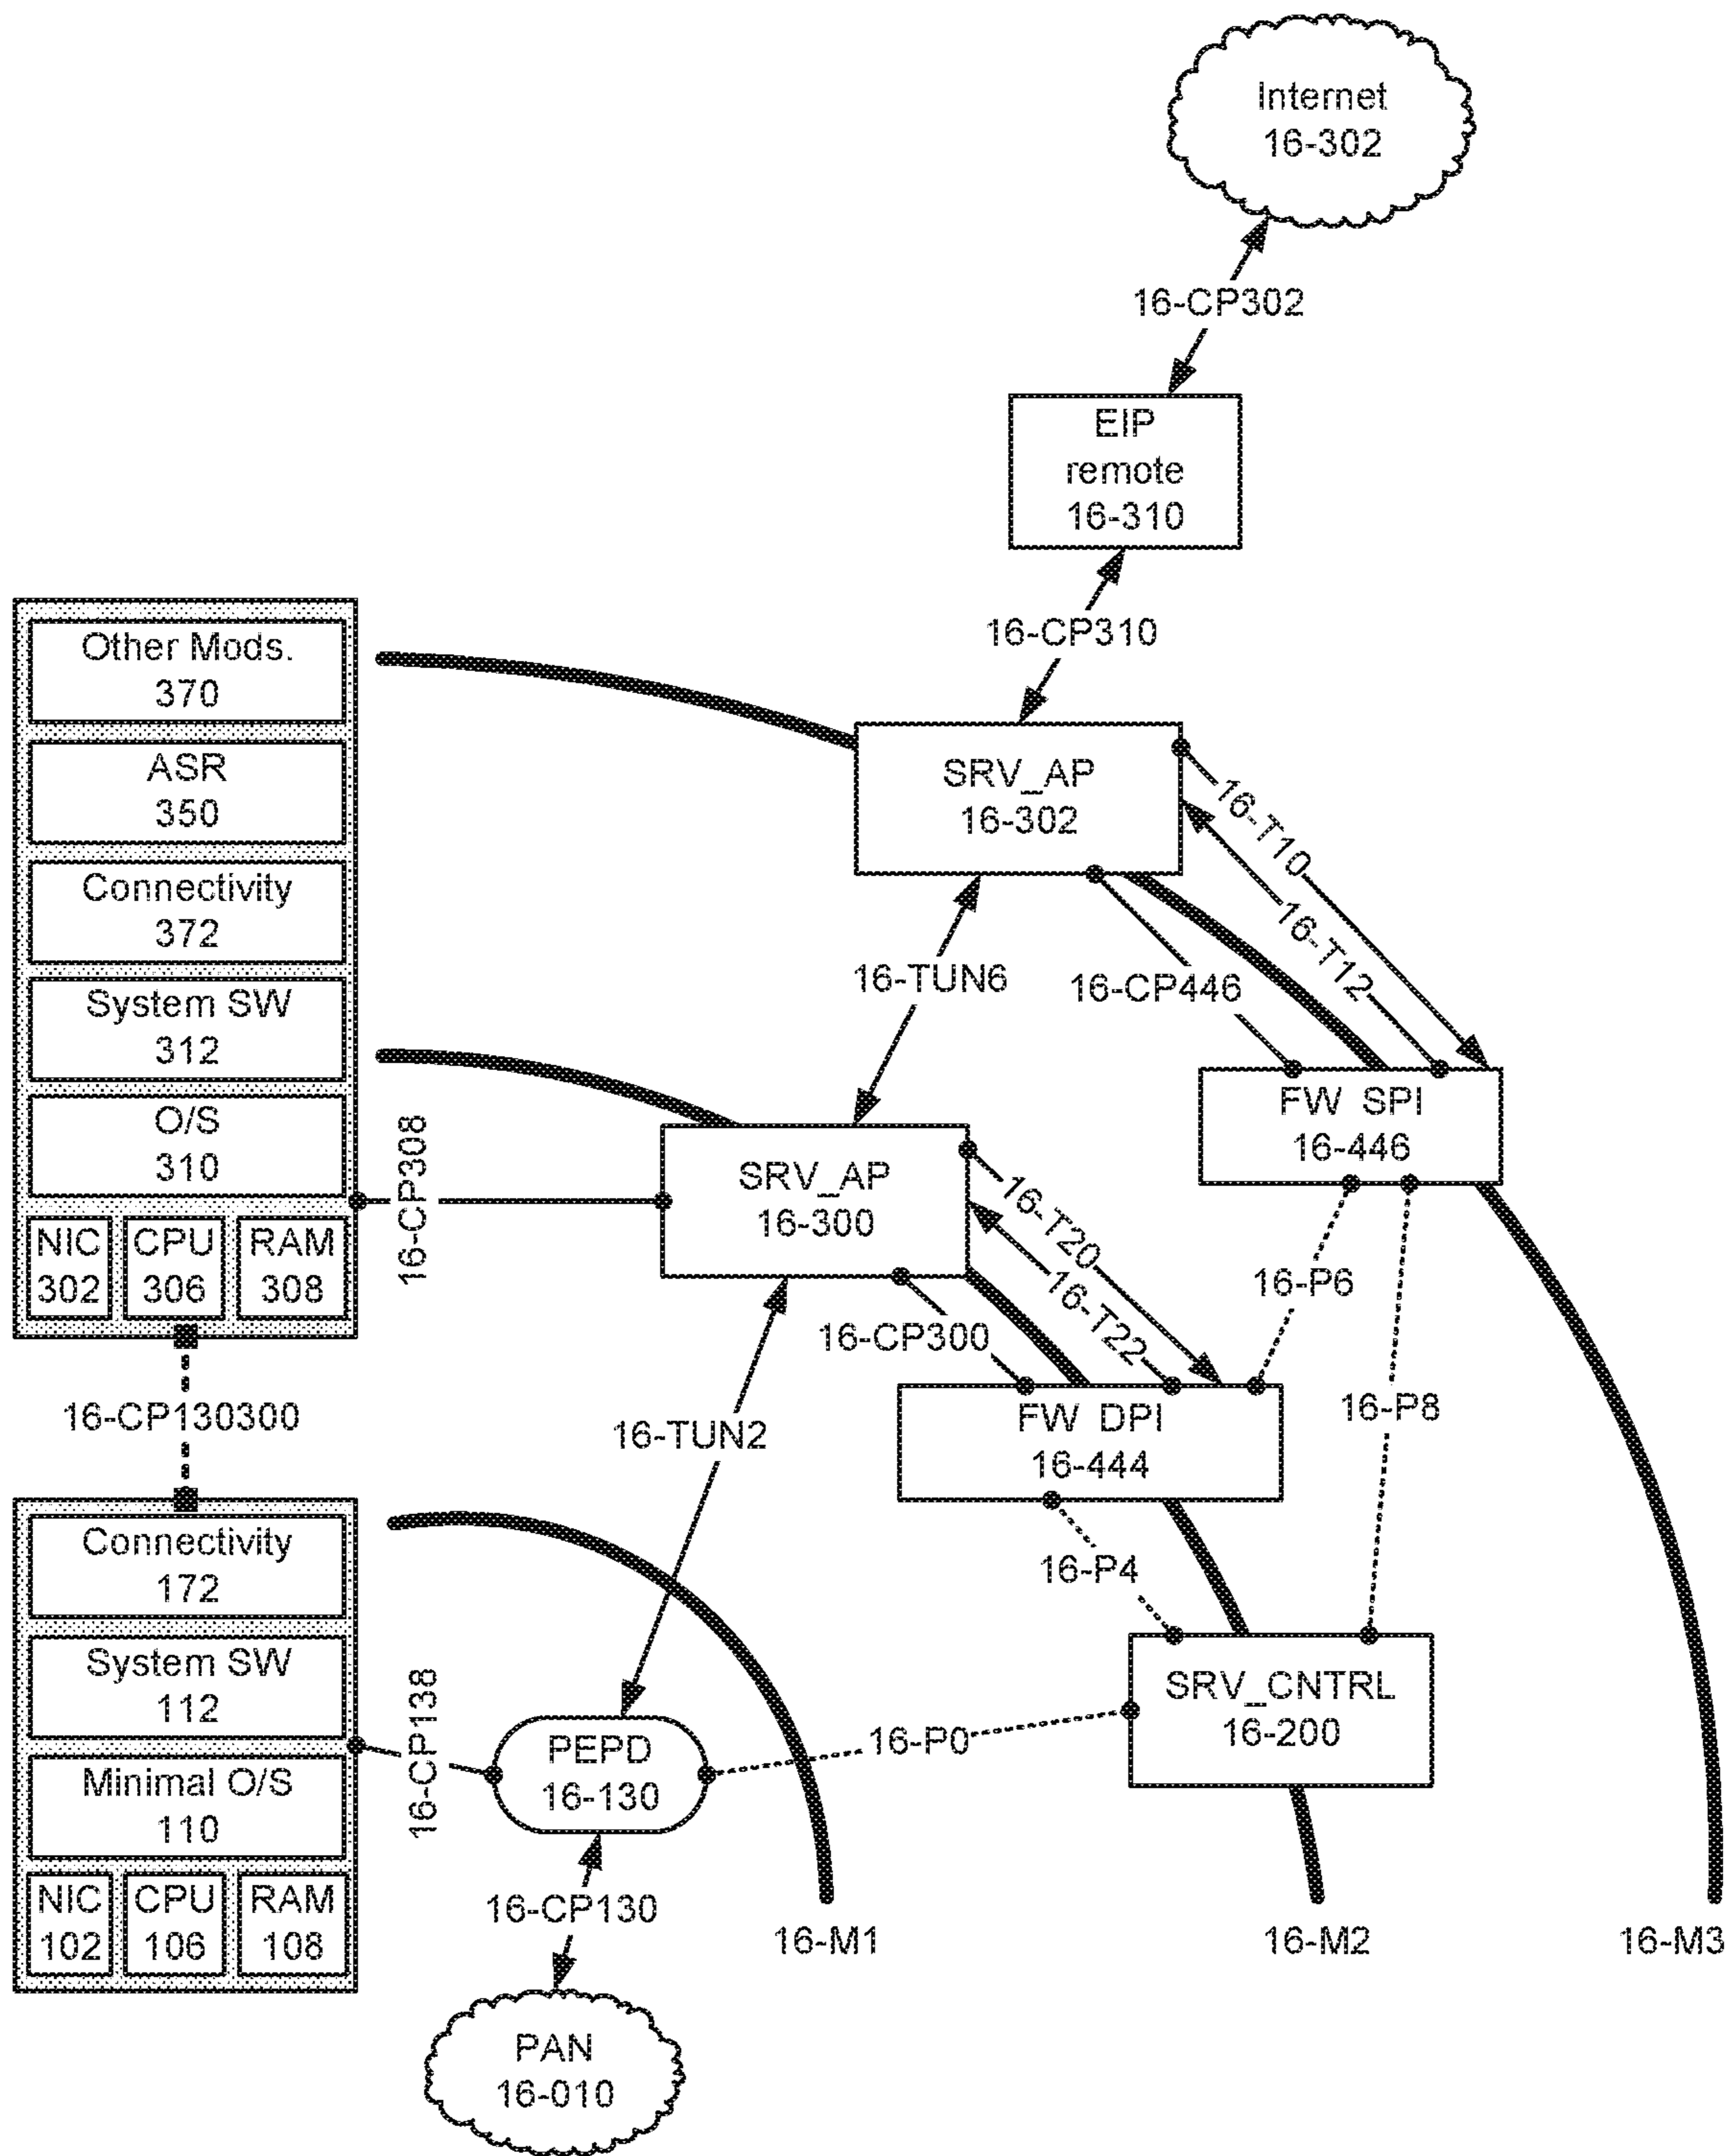 Internet
16-302
16-CP302
EIP
remote
16-310
16-CP310
Other Mods.
370
ASR
350
Connectivity
372
System SW
312
O/S
310
NIC
302
CPU
306
RAM
308
16-CP308
SRV_AP
16-302
16-T10
16-T12
16-TUN6
16-CP446
FW SPI
16-446
SRV_AP
16-300
16-T20
16-T22
16-CP300
16-P6
16-CP130300
16-TUN2
FW DPI
16-444
16-P8
Connectivity
172
System SW
112
Minimal O/S
110
NIC
102
CPU
106
RAM
108
16-CP138
PEPD
16-130
16-P4
16-P0
SRV_CNTRL
16-200
16-CP130
16-M1
16-M2
16-M3
PAN
16-010